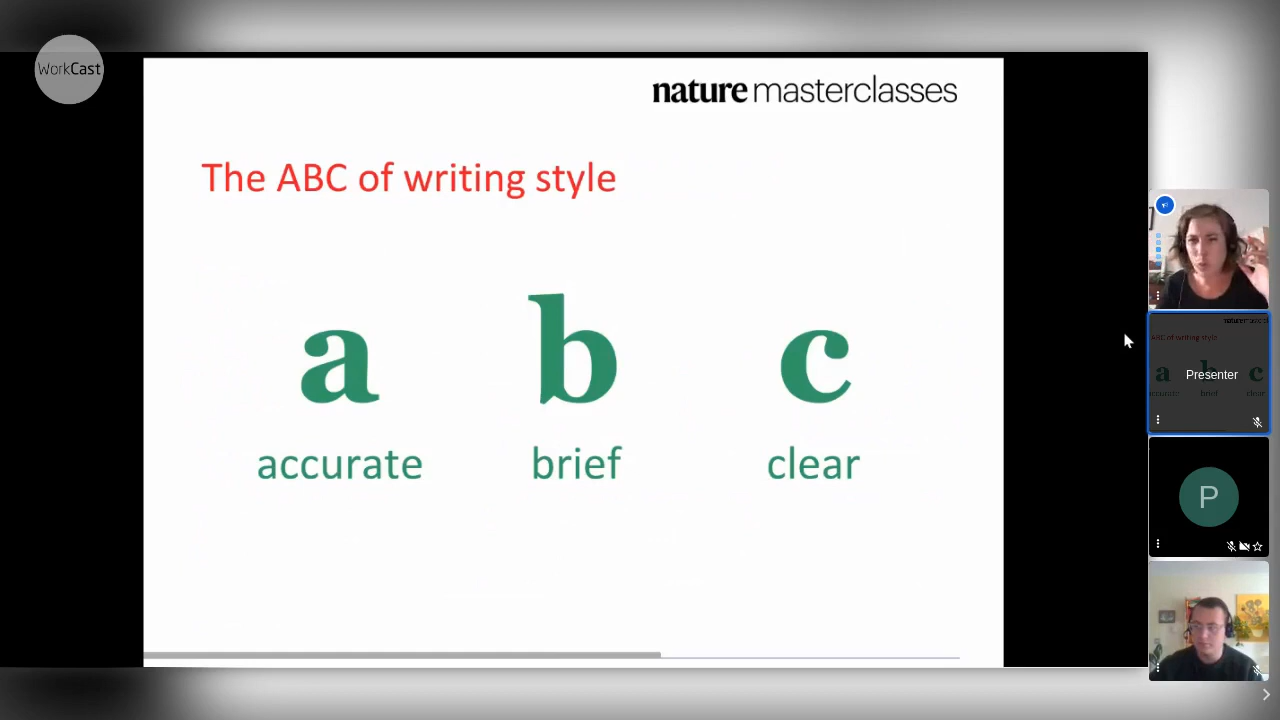 WorkCast
nature masterclasses
The ABC of writing style
a b c
accurate brief clear
Presenter
P